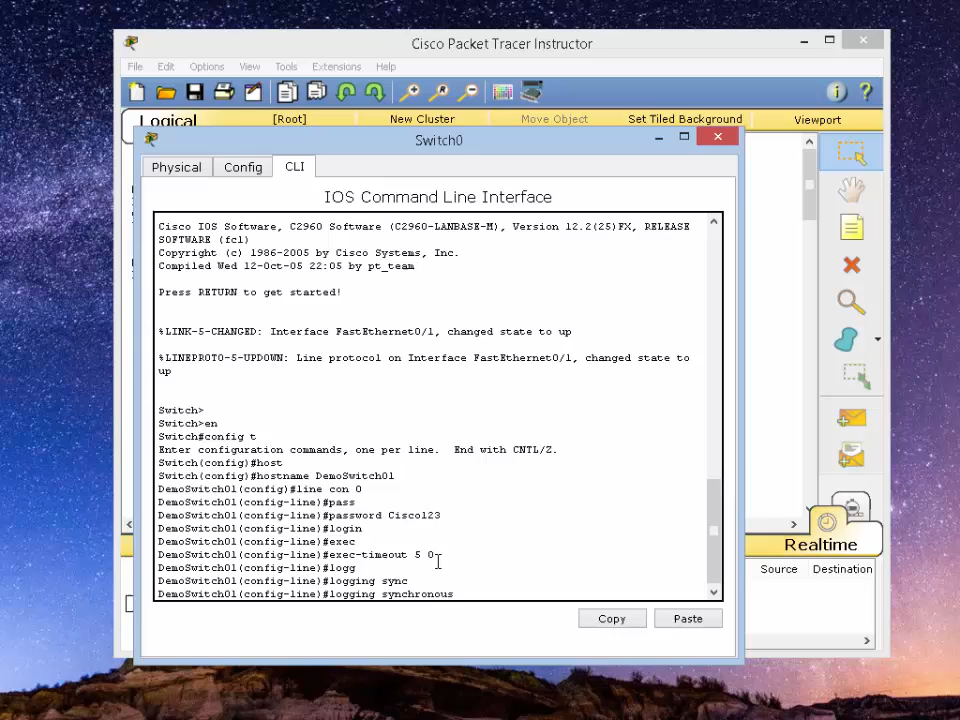 Cisco Packet Tracer Instructor
File Edit Options View Tools Extensions Help
Logical [Root] New Cluster Move Object Set Tiled Background Viewport
Switch0
Physical Config CLI
IOS Command Line Interface
Cisco IOS Software, C2960 Software (C2960-LANBASE-M), Version 12.2(25)FX, RELEASE
SOFTWARE (fc1)
Copyright (c) 1986-2005 by Cisco Systems, Inc.
Compiled Wed 12-Oct-05 22:05 by pt_team
Press RETURN to get started!
%LINK-5-CHANGED: Interface FastEthernet0/1, changed state to up
%LINEPROTO-5-UPDOWN: Line protocol on Interface FastEthernet0/1, changed state to
up
Switch>
Switch>en
Switch#config t
Enter configuration commands, one per line.  End with CNTL/Z.
Switch(config)#host
Switch(config)#hostname DemoSwitch01
DemoSwitch01(config)#line con 0
DemoSwitch01(config-line)#pass
DemoSwitch01(config-line)#password Cisco123
DemoSwitch01(config-line)#login
DemoSwitch01(config-line)#exec
DemoSwitch01(config-line)#exec-timeout 5 0
DemoSwitch01(config-line)#logg
DemoSwitch01(config-line)#logging sync
DemoSwitch01(config-line)#logging synchronous
Copy Paste
Realtime
Source Destination